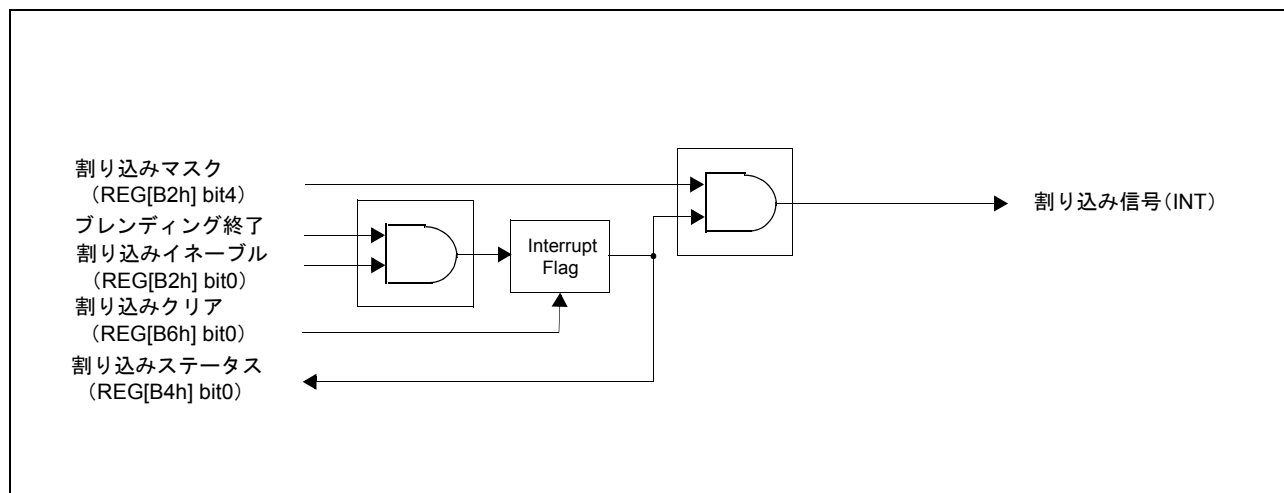 割り込みマスク
（REG[B2h] bit4）
ブレンディング終了
割り込みイネーブル
（REG[B2h] bit0）
割り込みクリア
（REG[B6h] bit0）
割り込みステータス
（REG[B4h] bit0）
Interrupt
Flag
割り込み信号（INT）